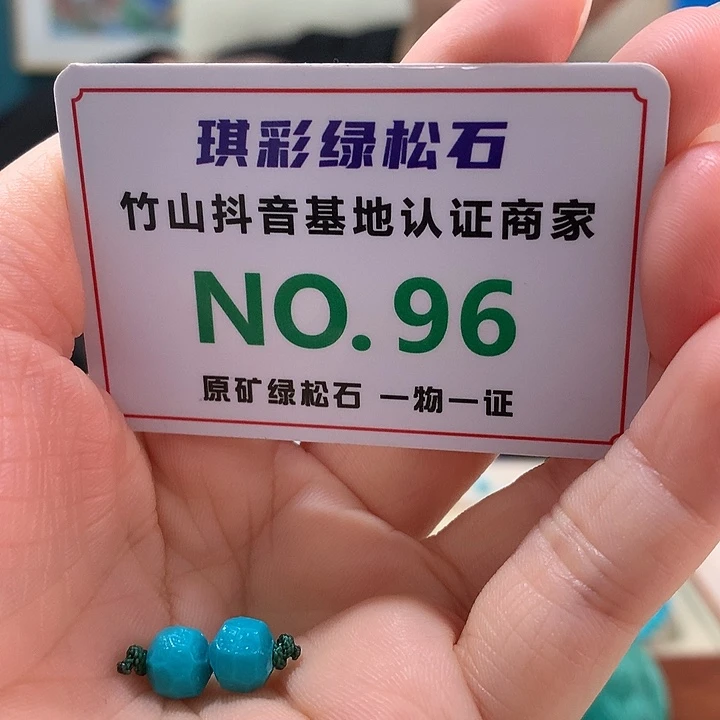 琪彩绿松石
竹山抖音基地认证商家
NO.96
原矿绿松石 一物一证